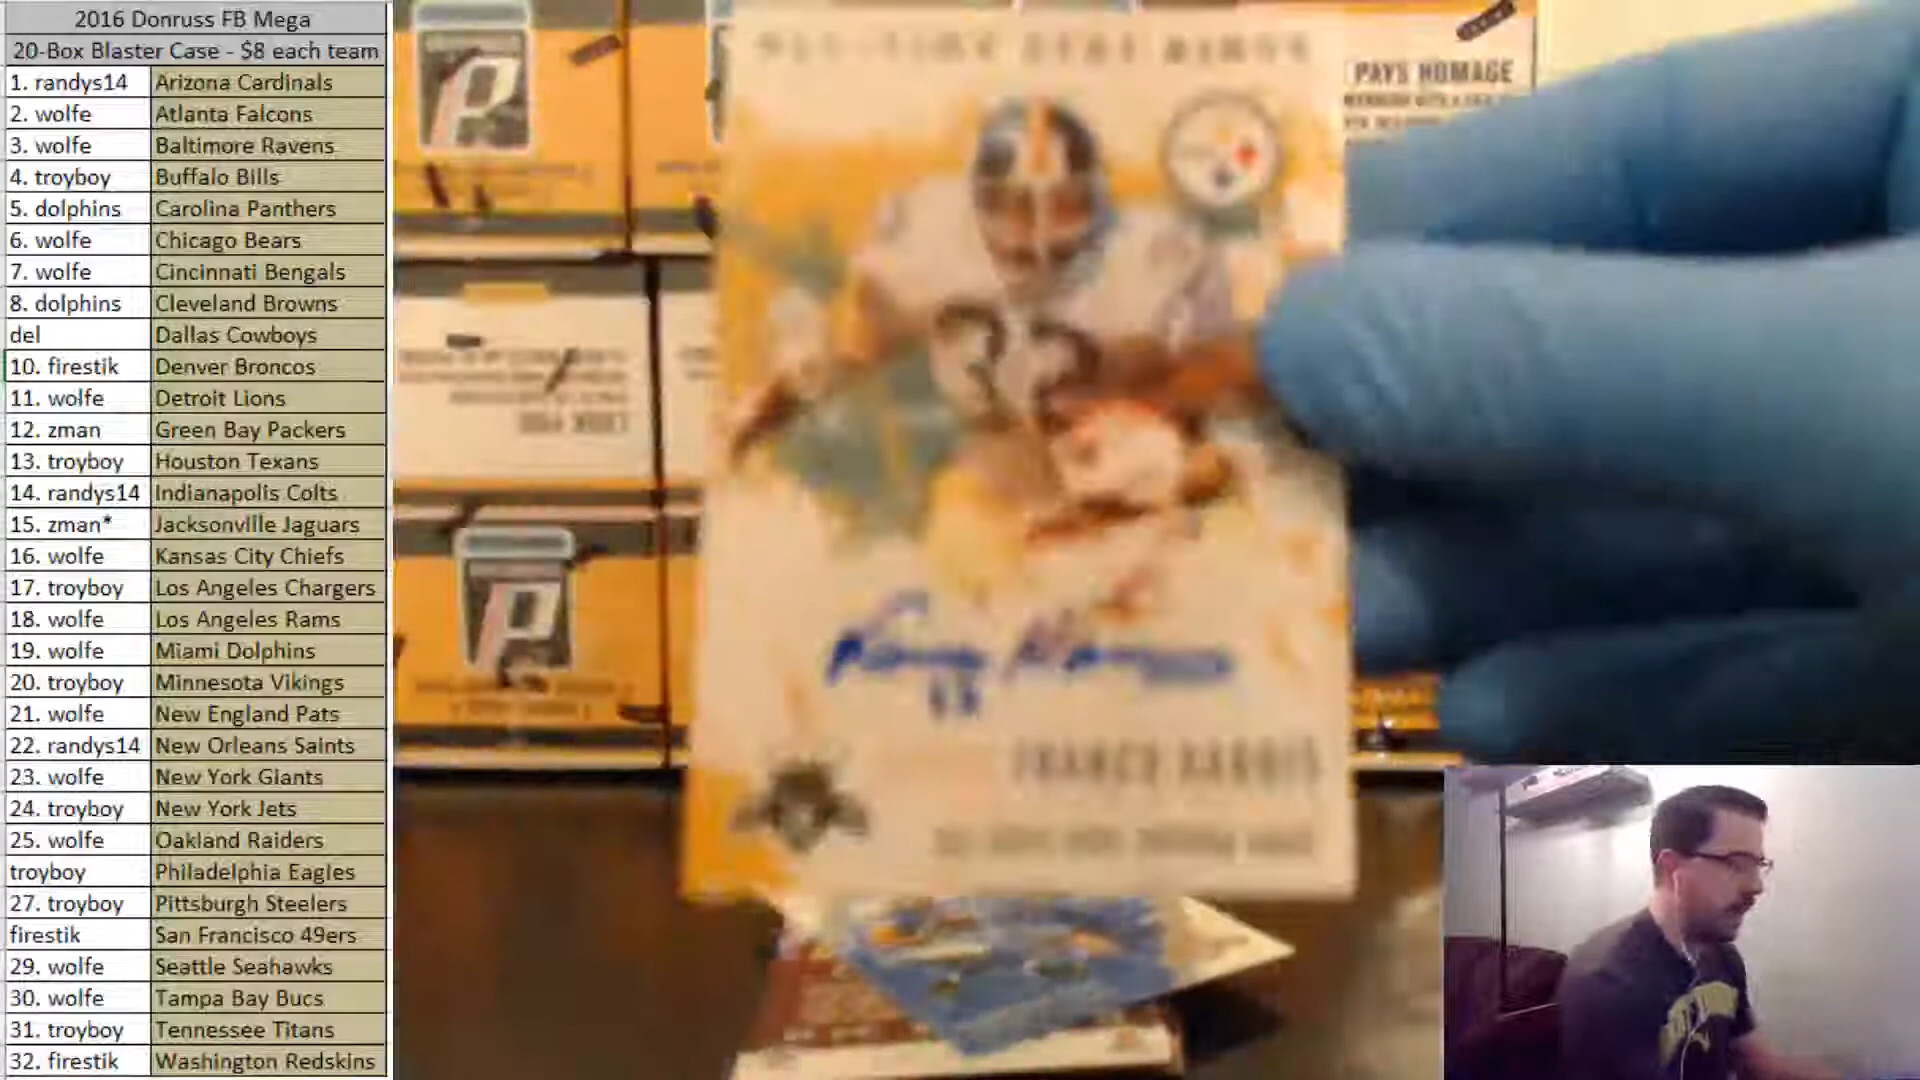 2016 Donruss FB Mega
20-Box Blaster Case - $8 each team
1. randys14 Arizona Cardinals
2. wolfe Atlanta Falcons
3. wolfe Baltimore Ravens
4. troyboy Buffalo Bills
5. dolphins Carolina Panthers
6. wolfe Chicago Bears
7. wolfe Cincinnati Bengals
8. dolphins Cleveland Browns
del Dallas Cowboys
10. firestik Denver Broncos
11. wolfe Detroit Lions
12. zman Green Bay Packers
13. troyboy Houston Texans
14. randys14 Indianapolis Colts
15. zman* Jacksonville Jaguars
16. wolfe Kansas City Chiefs
17. troyboy Los Angeles Chargers
18. wolfe Los Angeles Rams
19. wolfe Miami Dolphins
20. troyboy Minnesota Vikings
21. wolfe New England Pats
22. randys14 New Orleans Saints
23. wolfe New York Giants
24. troyboy New York Jets
25. wolfe Oakland Raiders
troyboy Philadelphia Eagles
27. troyboy Pittsburgh Steelers
firestik San Francisco 49ers
29. wolfe Seattle Seahawks
30. wolfe Tampa Bay Bucs
31. troyboy Tennessee Titans
32. firestik Washington Redskins
PAYS HOMAGE
32
FRANCO HARRIS